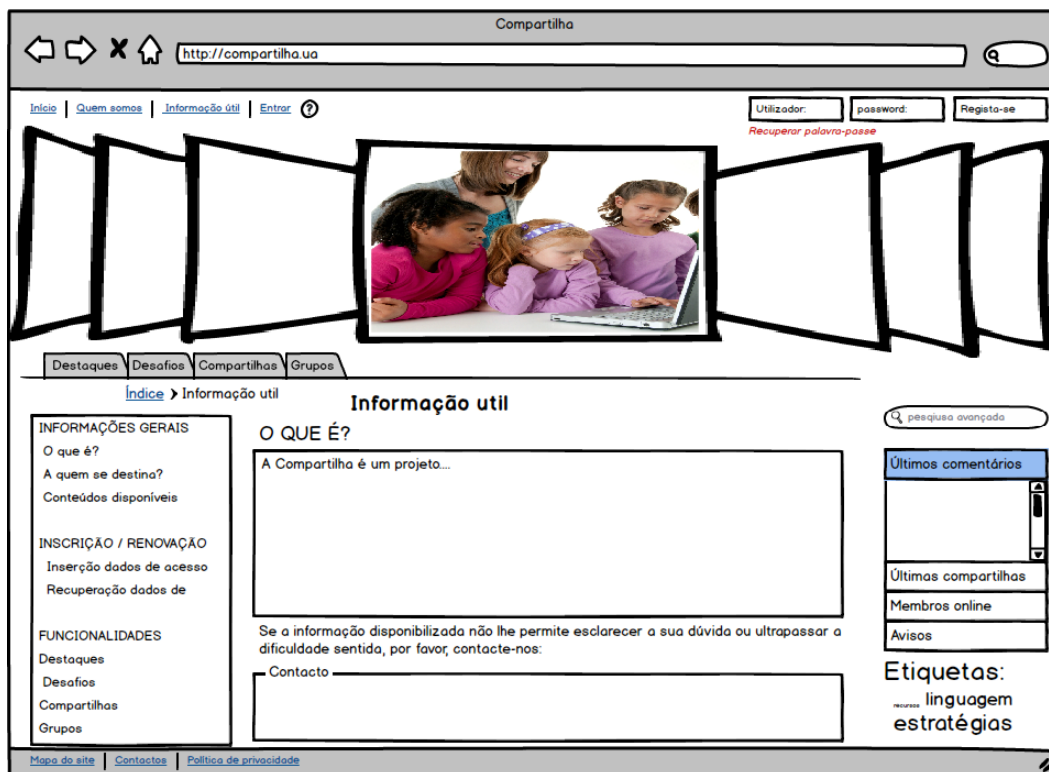 Compartilha
http://compartilha.ua
Início Quem somos Informação útil Entrar ?
Utilizador: password: Regista-se
Recuperar palavra-passe
Destaques Desafios Compartilhas Grupos
Índice Informação util
Informação util
INFORMAÇÕES GERAIS
O que é?
A quem se destina?
Conteúdos disponíveis
INSCRIÇÃO / RENOVAÇÃO
Inserção dados de acesso
Recuperação dados de
FUNCIONALIDADES
Destaques
Desafios
Compartilhas
Grupos
O QUE É?
A Compartilha é um projeto....
Se a informação disponibilizada não lhe permite esclarecer a sua dúvida ou ultrapassar a
dificuldade sentida, por favor, contacte-nos:
Contacto
pesqiusa avançada
Últimos comentários
Últimas compartilhas
Membros online
Avisos
Etiquetas:
recursos linguagem
estratégias
Mapa do site Contactos Política de privacidade